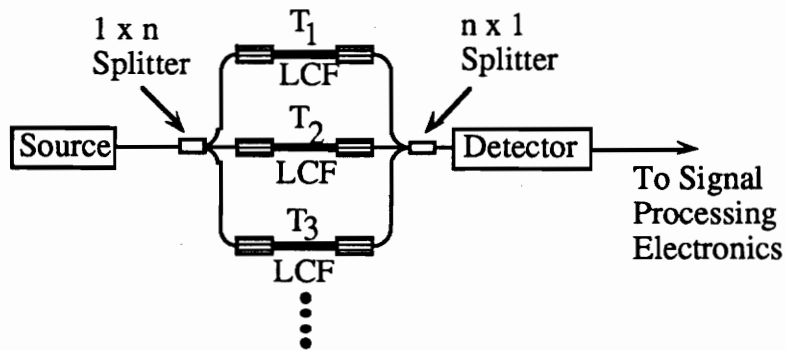 1 x n
Splitter
T1
LCF
n x 1
Splitter
Source
T2
LCF
Detector
To Signal
Processing
Electronics
T3
LCF